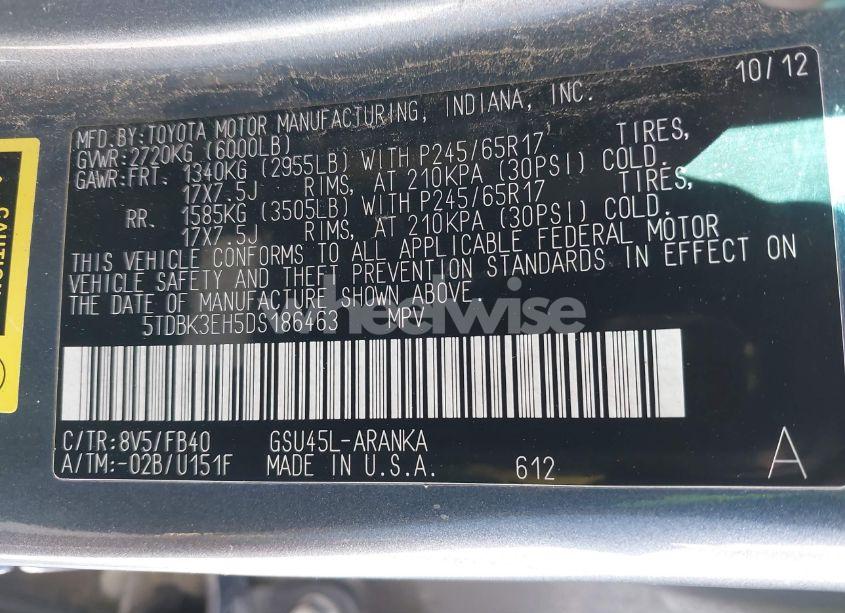 10/12
MFD.BY:TOYOTA MOTOR MANUFACTURING, INDIANA, INC.
GVWR:2720KG (6000LB)
GAWR:FRT. 1340KG (2955LB) WITH P245/65R17 TIRES,
17X7.5J RIMS, AT 210KPA (30PSI) COLD.
RR. 1585KG (3505LB) WITH P245/65R17 TIRES,
17X7.5J RIMS, AT 210KPA (30PSI) COLD.
THIS VEHICLE CONFORMS TO ALL APPLICABLE FEDERAL MOTOR
VEHICLE SAFETY AND THEFT PREVENTION STANDARDS IN EFFECT ON
THE DATE OF MANUFACTURE SHOWN ABOVE.
5TDBK3EH5DS186463 MPV
C/TR:8V5/FB40 GSU45L-ARANKA
A/TM:-02B/U151F MADE IN U.S.A. 612 A
CAUTION
wheelwise